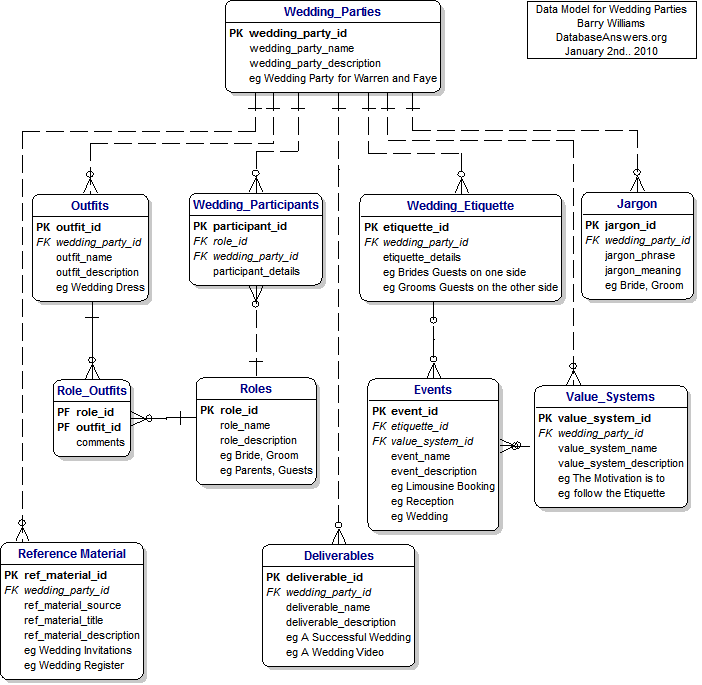 Wedding_Parties
PK wedding_party_id
wedding_party_name
wedding_party_description
eg Wedding Party for Warren and Faye
Data Model for Wedding Parties
Barry Williams
DatabaseAnswers.org
January 2nd.. 2010
Outfits
PK outfit_id
FK wedding_party_id
outfit_name
outfit_description
eg Wedding Dress
Wedding_Participants
PK participant_id
FK role_id
FK wedding_party_id
participant_details
Wedding_Etiquette
PK etiquette_id
FK wedding_party_id
etiquette_details
eg Brides Guests on one side
eg Grooms Guests on the other side
Jargon
PK jargon_id
FK wedding_party_id
jargon_phrase
jargon_meaning
eg Bride, Groom
Role_Outfits
PF role_id
PF outfit_id
comments
Roles
PK role_id
role_name
role_description
eg Bride, Groom
eg Parents, Guests
Events
PK event_id
FK etiquette_id
FK value_system_id
event_name
event_description
eg Limousine Booking
eg Reception
eg Wedding
Value_Systems
PK value_system_id
FK wedding_party_id
value_system_name
value_system_description
eg The Motivation is to
eg follow the Etiquette
Reference Material
PK ref_material_id
FK wedding_party_id
ref_material_source
ref_material_title
ref_material_description
eg Wedding Invitations
eg Wedding Register
Deliverables
PK deliverable_id
FK wedding_party_id
deliverable_name
deliverable_description
eg A Successful Wedding
eg A Wedding Video